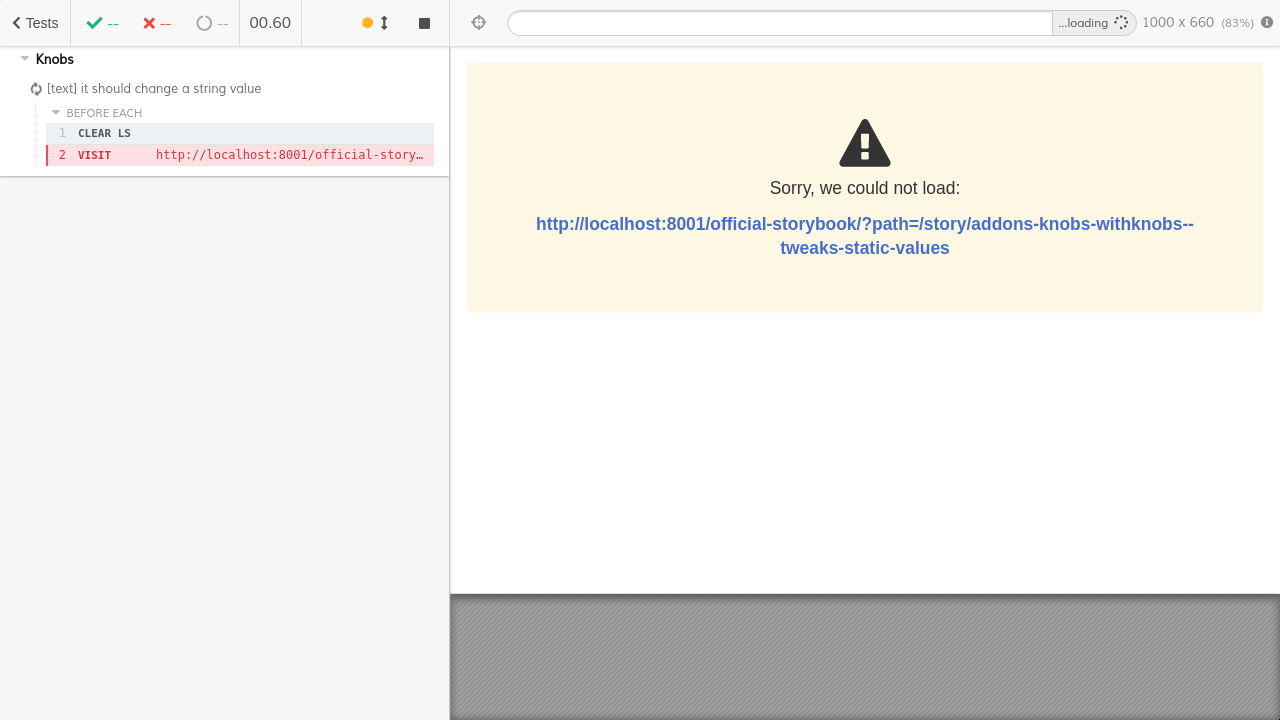 Tests -- -- -- 00.60 ...loading 1000 x 660 (83%)
Knobs
[text] it should change a string value
BEFORE EACH
1 CLEAR LS
2 VISIT http://localhost:8001/official-story…
Sorry, we could not load:
http://localhost:8001/official-storybook/?path=/story/addons-knobs-withknobs--
tweaks-static-values